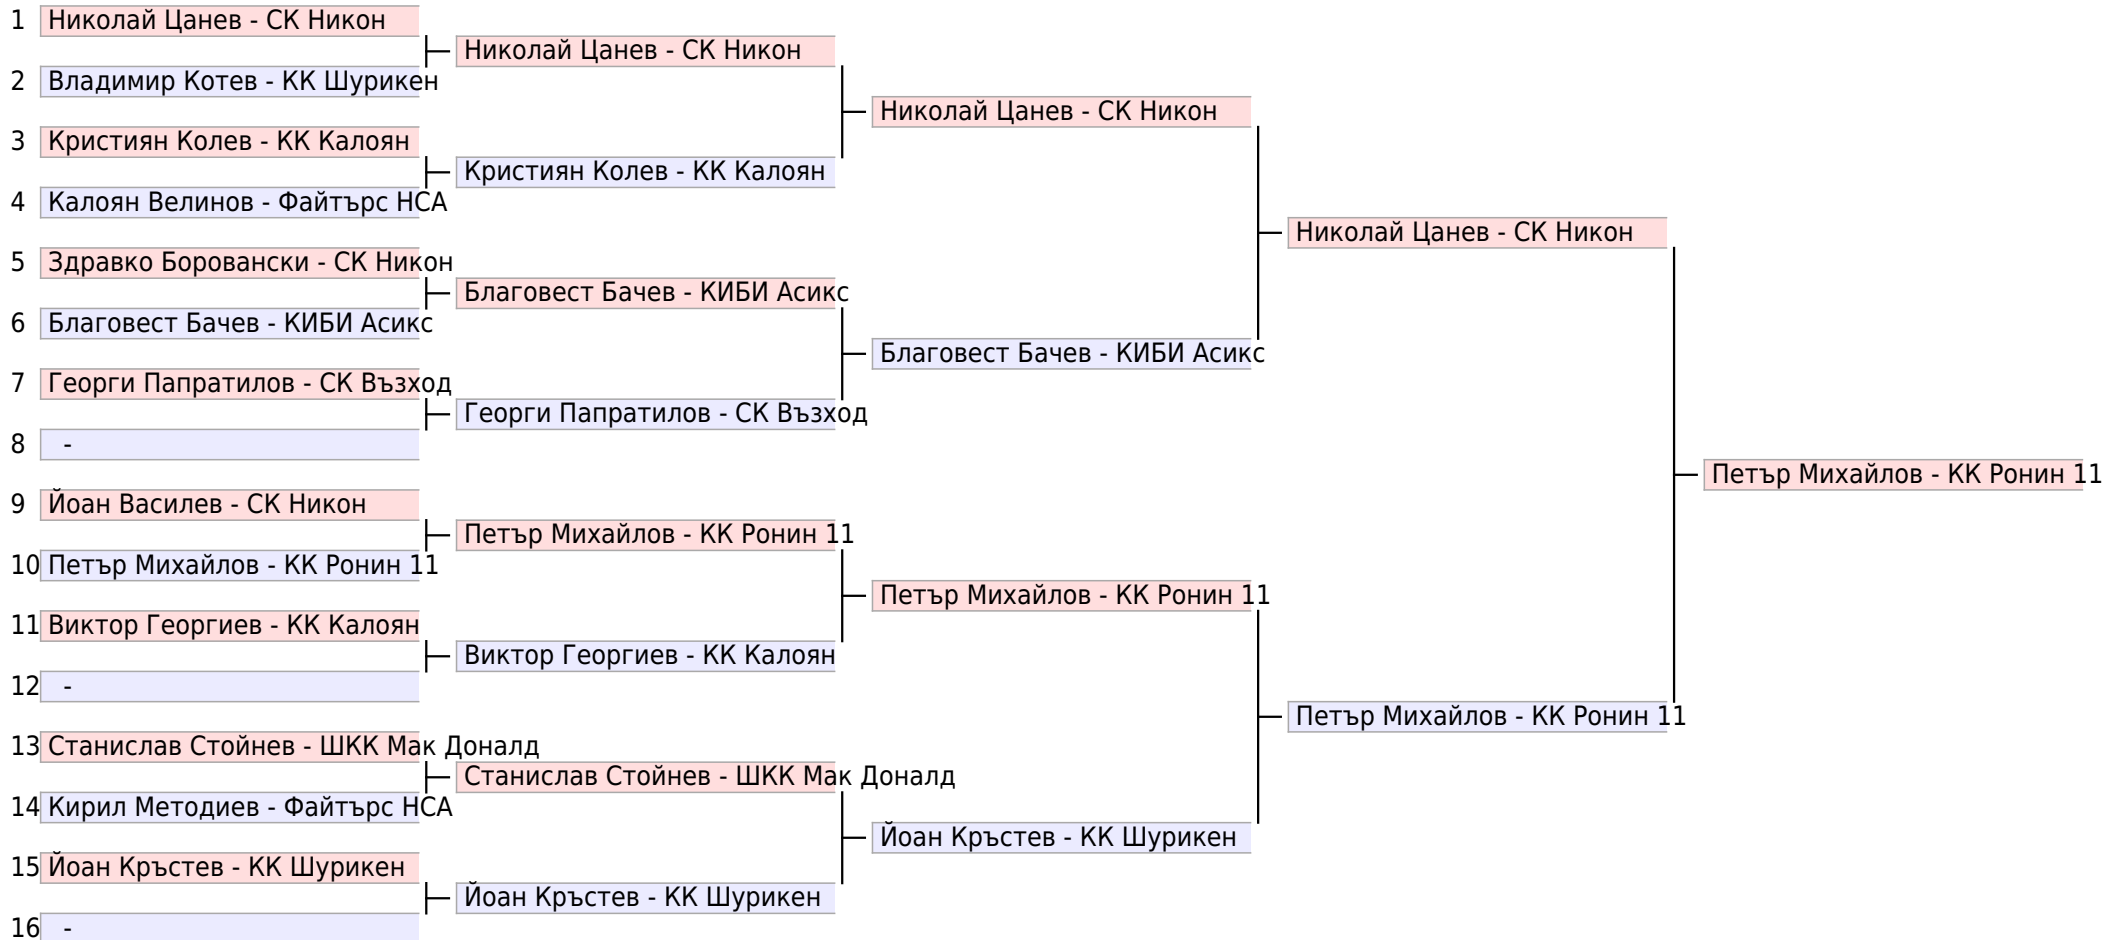 1 Николай Цанев - СК Никон
Николай Цанев - СК Никон
2 Владимир Котев - КК Шурикен
Николай Цанев - СК Никон
3 Кристиян Колев - КК Калоян
Кристиян Колев - КК Калоян
4 Калоян Велинов - Файтърс НСА
Николай Цанев - СК Никон
5 Здравко Боровански - СК Никон
Благовест Бачев - КИБИ Асикс
6 Благовест Бачев - КИБИ Асикс
Благовест Бачев - КИБИ Асикс
7 Георги Папратилов - СК Възход
Георги Папратилов - СК Възход
8 -
Петър Михайлов - КК Ронин 11
9 Йоан Василев - СК Никон
Петър Михайлов - КК Ронин 11
10 Петър Михайлов - КК Ронин 11
Петър Михайлов - КК Ронин 11
11 Виктор Георгиев - КК Калоян
Виктор Георгиев - КК Калоян
12 -
Петър Михайлов - КК Ронин 11
13 Станислав Стойнев - ШКК Мак Доналд
Станислав Стойнев - ШКК Мак Доналд
14 Кирил Методиев - Файтърс НСА
Йоан Кръстев - КК Шурикен
15 Йоан Кръстев - КК Шурикен
Йоан Кръстев - КК Шурикен
16 -